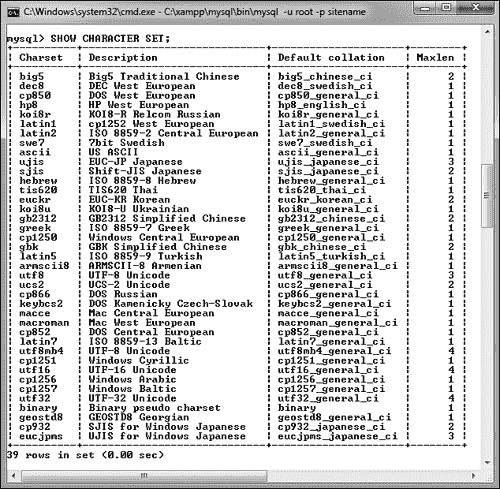 C:\Windows\system32\cmd.exe - C:\xampp\mysql\bin\mysql -u root -p sitename
mysql> SHOW CHARACTER SET;
+----------+-----------------------------+---------------------+--------+
| Charset | Description | Default collation | Maxlen |
+----------+-----------------------------+---------------------+--------+
| big5 | Big5 Traditional Chinese | big5_chinese_ci | 2 |
| dec8 | DEC West European | dec8_swedish_ci | 1 |
| cp850 | DOS West European | cp850_general_ci | 1 |
| hp8 | HP West European | hp8_english_ci | 1 |
| koi8r | KOI8-R Relcom Russian | koi8r_general_ci | 1 |
| latin1 | cp1252 West European | latin1_swedish_ci | 1 |
| latin2 | ISO 8859-2 Central European | latin2_general_ci | 1 |
| swe7 | 7bit Swedish | swe7_swedish_ci | 1 |
| ascii | US ASCII | ascii_general_ci | 1 |
| ujis | EUC-JP Japanese | ujis_japanese_ci | 3 |
| sjis | Shift-JIS Japanese | sjis_japanese_ci | 2 |
| hebrew | ISO 8859-8 Hebrew | hebrew_general_ci | 1 |
| tis620 | TIS620 Thai | tis620_thai_ci | 1 |
| euckr | EUC-KR Korean | euckr_korean_ci | 2 |
| koi8u | KOI8-U Ukrainian | koi8u_general_ci | 1 |
| gb2312 | GB2312 Simplified Chinese | gb2312_chinese_ci | 2 |
| greek | ISO 8859-7 Greek | greek_general_ci | 1 |
| cp1250 | Windows Central European | cp1250_general_ci | 1 |
| gbk | GBK Simplified Chinese | gbk_chinese_ci | 2 |
| latin5 | ISO 8859-9 Turkish | latin5_turkish_ci | 1 |
| armscii8 | ARMSCII-8 Armenian | armscii8_general_ci | 1 |
| utf8 | UTF-8 Unicode | utf8_general_ci | 3 |
| ucs2 | UCS-2 Unicode | ucs2_general_ci | 2 |
| cp866 | DOS Russian | cp866_general_ci | 1 |
| keybcs2 | DOS Kamenicky Czech-Slovak | keybcs2_general_ci | 1 |
| macce | Mac Central European | macce_general_ci | 1 |
| macroman | Mac West European | macroman_general_ci | 1 |
| cp852 | DOS Central European | cp852_general_ci | 1 |
| latin7 | ISO 8859-13 Baltic | latin7_general_ci | 1 |
| utf8mb4 | UTF-8 Unicode | utf8mb4_general_ci | 4 |
| cp1251 | Windows Cyrillic | cp1251_general_ci | 1 |
| utf16 | UTF-16 Unicode | utf16_general_ci | 4 |
| cp1256 | Windows Arabic | cp1256_general_ci | 1 |
| cp1257 | Windows Baltic | cp1257_general_ci | 1 |
| utf32 | UTF-32 Unicode | utf32_general_ci | 4 |
| binary | Binary pseudo charset | binary | 1 |
| geostd8 | GEOSTD8 Georgian | geostd8_general_ci | 1 |
| cp932 | SJIS for Windows Japanese | cp932_japanese_ci | 2 |
| eucjpms | UJIS for Windows Japanese | eucjpms_japanese_ci | 3 |
+----------+-----------------------------+---------------------+--------+
39 rows in set (0.00 sec)